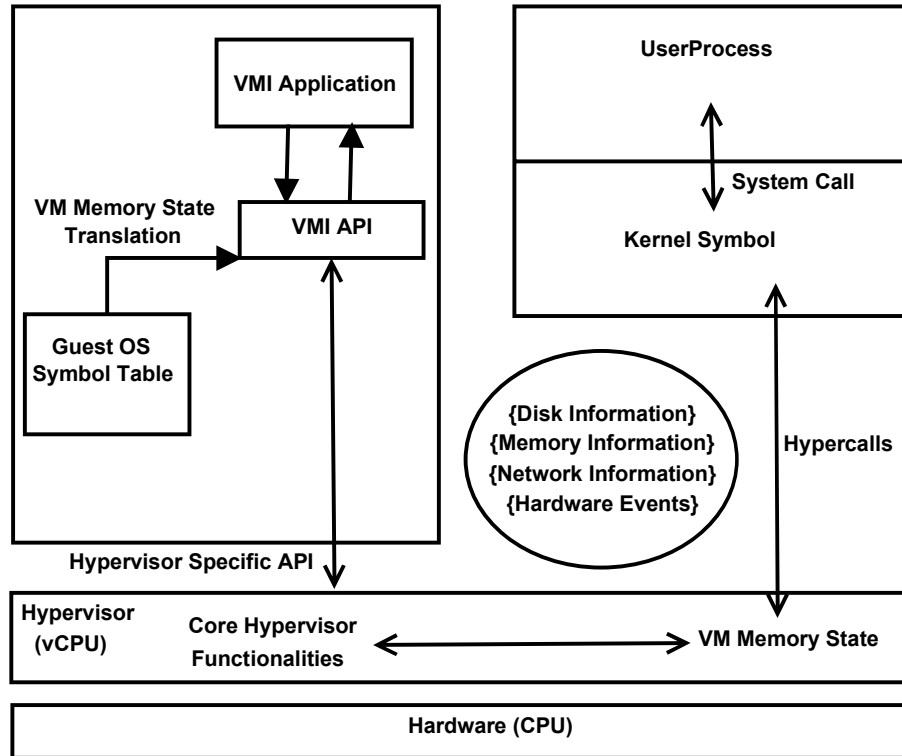 VMI Application
VM Memory State
Translation
VMI API
Guest OS
Symbol Table
Hypervisor Specific API
UserProcess
System Call
Kernel Symbol
{Disk Information}
{Memory Information}
{Network Information}
{Hardware Events}
Hypercalls
Hypervisor
(vCPU)
Core Hypervisor
Functionalities
VM Memory State
Hardware (CPU)